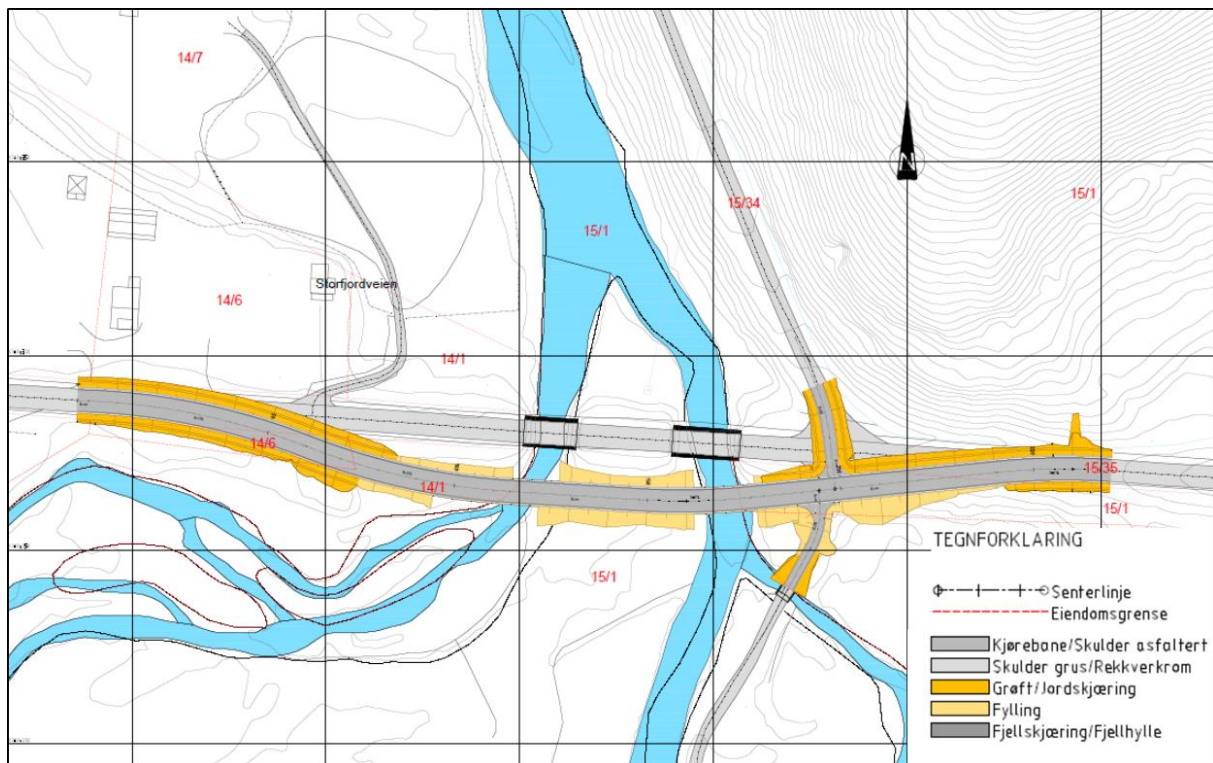 14/7
N
15/1
15/34
15/1
Storfjordveien
14/6
14/1
14/6
15/35
14/1
15/1
15/1
TEGNFORKLARING
Senterlinje
Eiendomsgrense
Kjørebane/Skulder asfaltert
Skulder grus/Rekkverkrom
Grøft/Jordskjæring
Fylling
Fjellskjæring/Fjellhylle